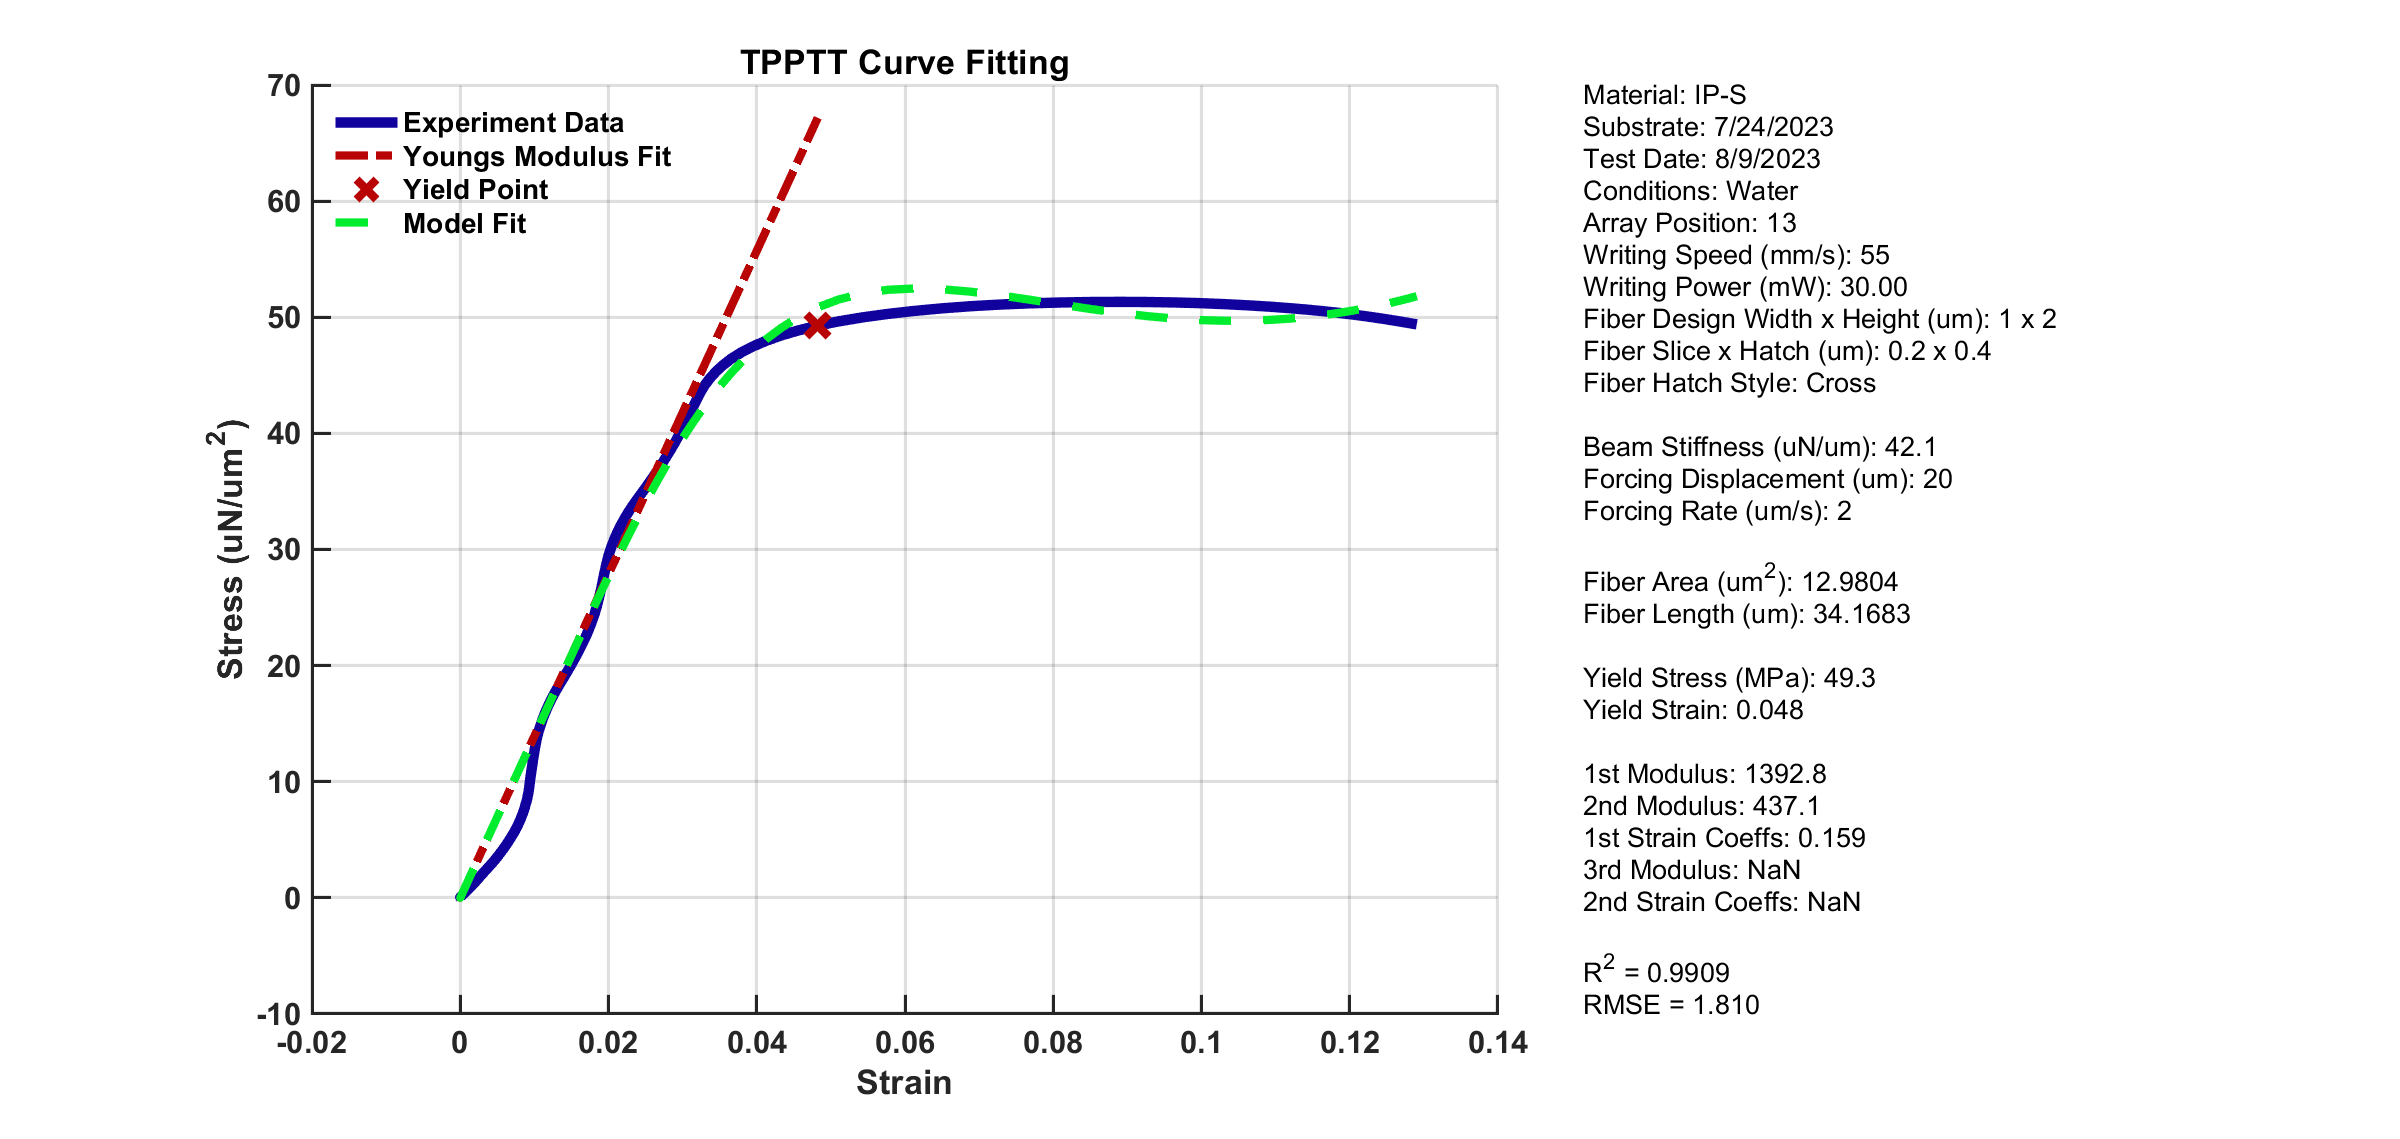 TPPTT Curve Fitting
70
60
50
40
30
20
10
0
-10
Stress (uN/um²)
Experiment Data
Youngs Modulus Fit
Yield Point
Model Fit
-0.02 0 0.02 0.04 0.06 0.08 0.1 0.12 0.14
Strain
Material: IP-S
Substrate: 7/24/2023
Test Date: 8/9/2023
Conditions: Water
Array Position: 13
Writing Speed (mm/s): 55
Writing Power (mW): 30.00
Fiber Design Width x Height (um): 1 x 2
Fiber Slice x Hatch (um): 0.2 x 0.4
Fiber Hatch Style: Cross
Beam Stiffness (uN/um): 42.1
Forcing Displacement (um): 20
Forcing Rate (um/s): 2
Fiber Area (um²): 12.9804
Fiber Length (um): 34.1683
Yield Stress (MPa): 49.3
Yield Strain: 0.048
1st Modulus: 1392.8
2nd Modulus: 437.1
1st Strain Coeffs: 0.159
3rd Modulus: NaN
2nd Strain Coeffs: NaN
R² = 0.9909
RMSE = 1.810